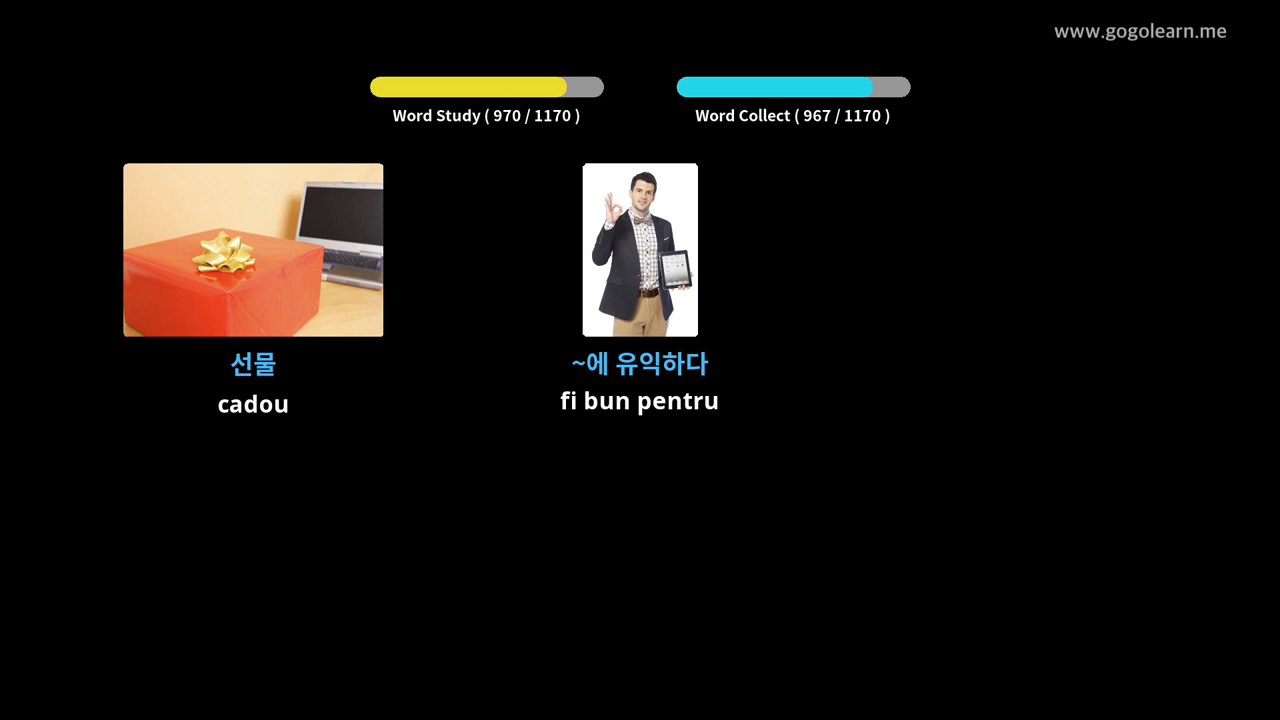 www.gogolearn.me
Word Study ( 970 / 1170 )
Word Collect ( 967 / 1170 )
선물
cadou
~에 유익하다
fi bun pentru